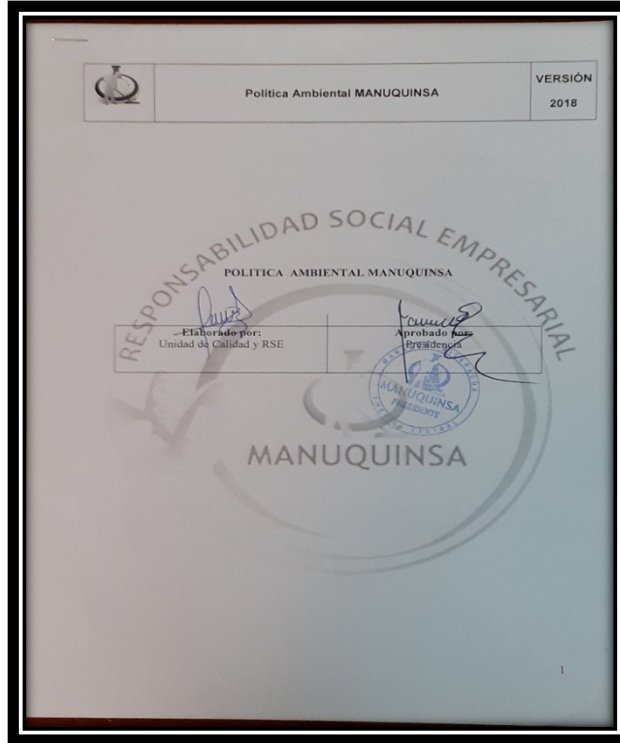 Politica Ambiental MANUQUINSA
VERSIÓN
2018
RESPONSABILIDAD SOCIAL EMPRESARIAL
POLITICA AMBIENTAL MANUQUINSA
Elaborado por:
Unidad de Calidad y RSE
Aprobado por:
Presidencia
MANUQUINSA
PRESIDENTE
MANUQUINSA
1